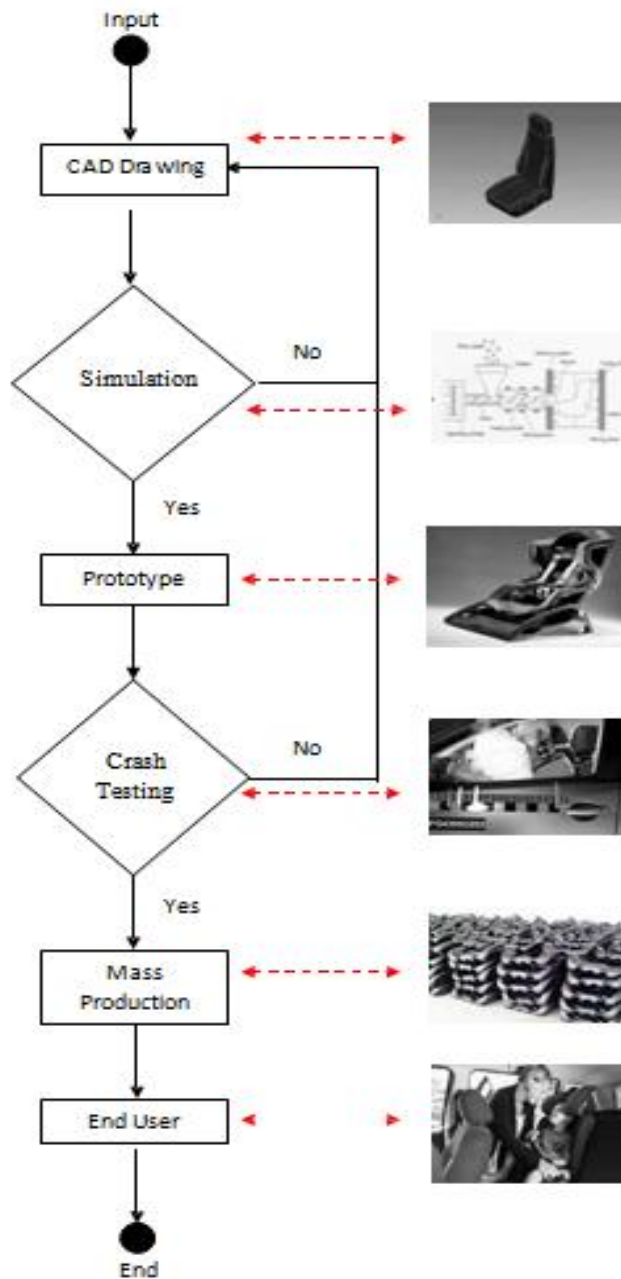 Input
CAD Drawing
Simulation
No
Yes
Prototype
Crash
Testing
No
Yes
Mass
Production
End User
End